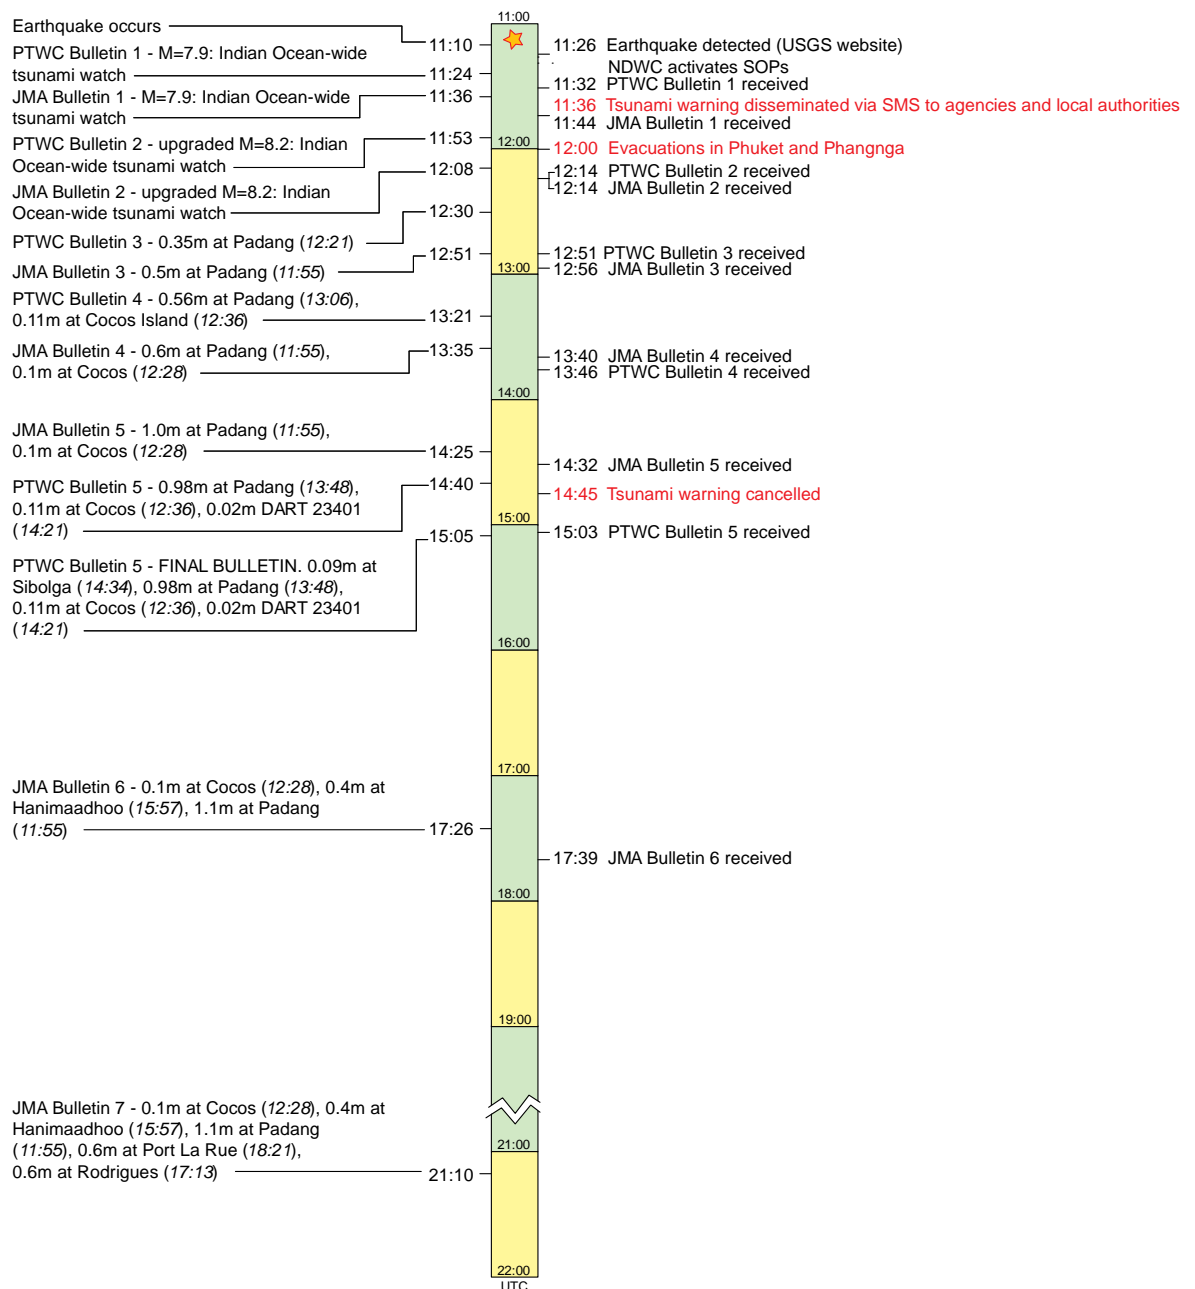 11:00
Earthquake occurs
11:10
PTWC Bulletin 1 - M=7.9: Indian Ocean-wide
tsunami watch
11:24
JMA Bulletin 1 - M=7.9: Indian Ocean-wide
tsunami watch
11:36
PTWC Bulletin 2 - upgraded M=8.2: Indian
Ocean-wide tsunami watch
11:53
JMA Bulletin 2 - upgraded M=8.2: Indian
Ocean-wide tsunami watch
12:08
PTWC Bulletin 3 - 0.35m at Padang (12:21)
12:30
JMA Bulletin 3 - 0.5m at Padang (11:55)
12:51
PTWC Bulletin 4 - 0.56m at Padang (13:06),
0.11m at Cocos Island (12:36)
13:21
JMA Bulletin 4 - 0.6m at Padang (11:55),
0.1m at Cocos (12:28)
13:35
JMA Bulletin 5 - 1.0m at Padang (11:55),
0.1m at Cocos (12:28)
14:25
PTWC Bulletin 5 - 0.98m at Padang (13:48),
0.11m at Cocos (12:36), 0.02m DART 23401
(14:21)
14:40
PTWC Bulletin 5 - FINAL BULLETIN. 0.09m at
Sibolga (14:34), 0.98m at Padang (13:48),
0.11m at Cocos (12:36), 0.02m DART 23401
(14:21)
15:05
JMA Bulletin 6 - 0.1m at Cocos (12:28), 0.4m at
Hanimaadhoo (15:57), 1.1m at Padang
(11:55)
17:26
JMA Bulletin 7 - 0.1m at Cocos (12:28), 0.4m at
Hanimaadhoo (15:57), 1.1m at Padang
(11:55), 0.6m at Port La Rue (18:21),
0.6m at Rodrigues (17:13)
21:10
12:00
13:00
14:00
15:00
16:00
17:00
18:00
19:00
21:00
22:00
UTC
11:26 Earthquake detected (USGS website)
NDWC activates SOPs
11:32 PTWC Bulletin 1 received
11:36 Tsunami warning disseminated via SMS to agencies and local authorities
11:44 JMA Bulletin 1 received
12:00 Evacuations in Phuket and Phangnga
12:14 PTWC Bulletin 2 received
12:14 JMA Bulletin 2 received
12:51 PTWC Bulletin 3 received
12:56 JMA Bulletin 3 received
13:40 JMA Bulletin 4 received
13:46 PTWC Bulletin 4 received
14:32 JMA Bulletin 5 received
14:45 Tsunami warning cancelled
15:03 PTWC Bulletin 5 received
17:39 JMA Bulletin 6 received